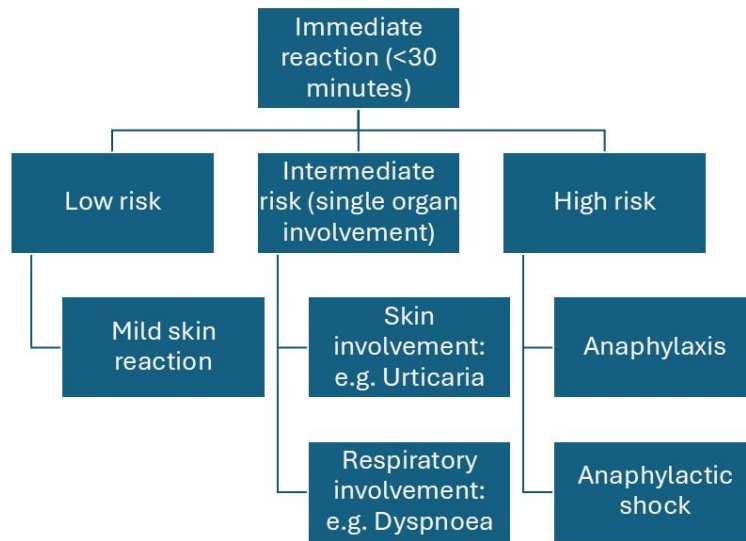 Immediate
reaction (<30
minutes)
Low risk
Intermediate
risk (single organ
involvement)
High risk
Mild skin
reaction
Skin
involvement:
e.g. Urticaria
Anaphylaxis
Respiratory
involvement:
e.g. Dyspnoea
Anaphylactic
shock